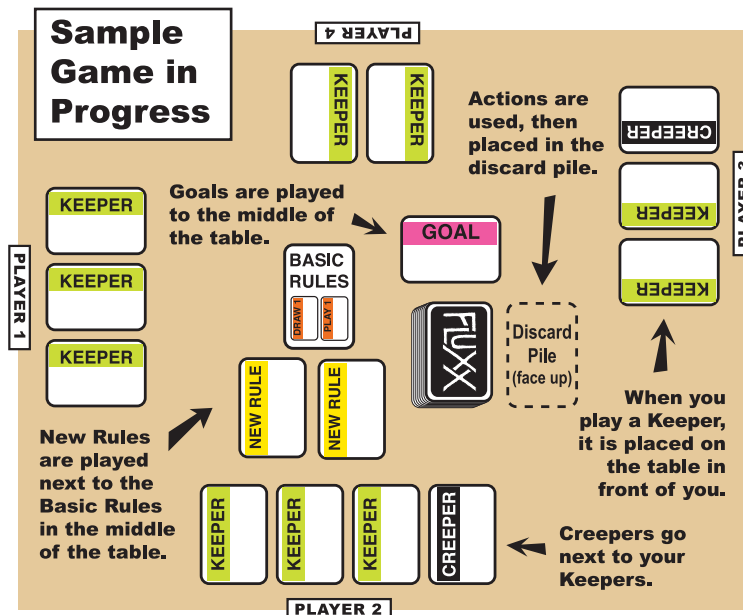 Sample
Game in
Progress
PLAYER 4
KEEPER
KEEPER
Actions are
used, then
placed in the
discard pile.
CREEPER
KEEPER
KEEPER
PLAYER
Goals are played
to the middle of
the table.
GOAL
KEEPER
KEEPER
KEEPER
PLAYER 1
BASIC
RULES
DRAW 1
PLAY 1
FLUXX
Discard
Pile
(face up)
NEW RULE
NEW RULE
When you
play a Keeper,
it is placed on
the table in
front of you.
New Rules
are played
next to the
Basic Rules
in the middle
of the table.
KEEPER
KEEPER
KEEPER
CREEPER
Creepers go
next to your
Keepers.
PLAYER 2